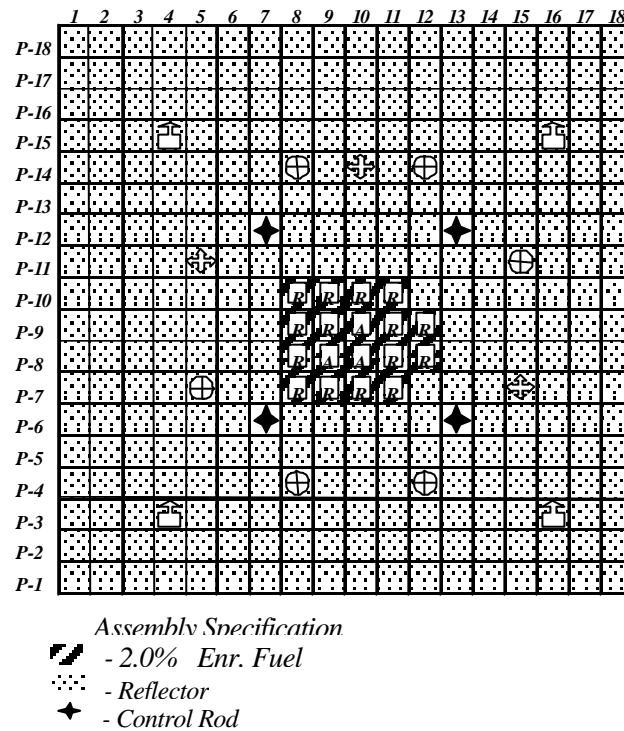 1 2 3 4 5 6 7 8 9 10 11 12 13 14 15 16 17 18
P-18
P-17
P-16
P-15
P-14
P-13
P-12
P-11
P-10 R R R R
P-9 R R A R R
P-8 R A A R R
P-7 R R R R
P-6
P-5
P-4
P-3
P-2
P-1
Assembly Specification
- 2.0% Enr. Fuel
- Reflector
- Control Rod